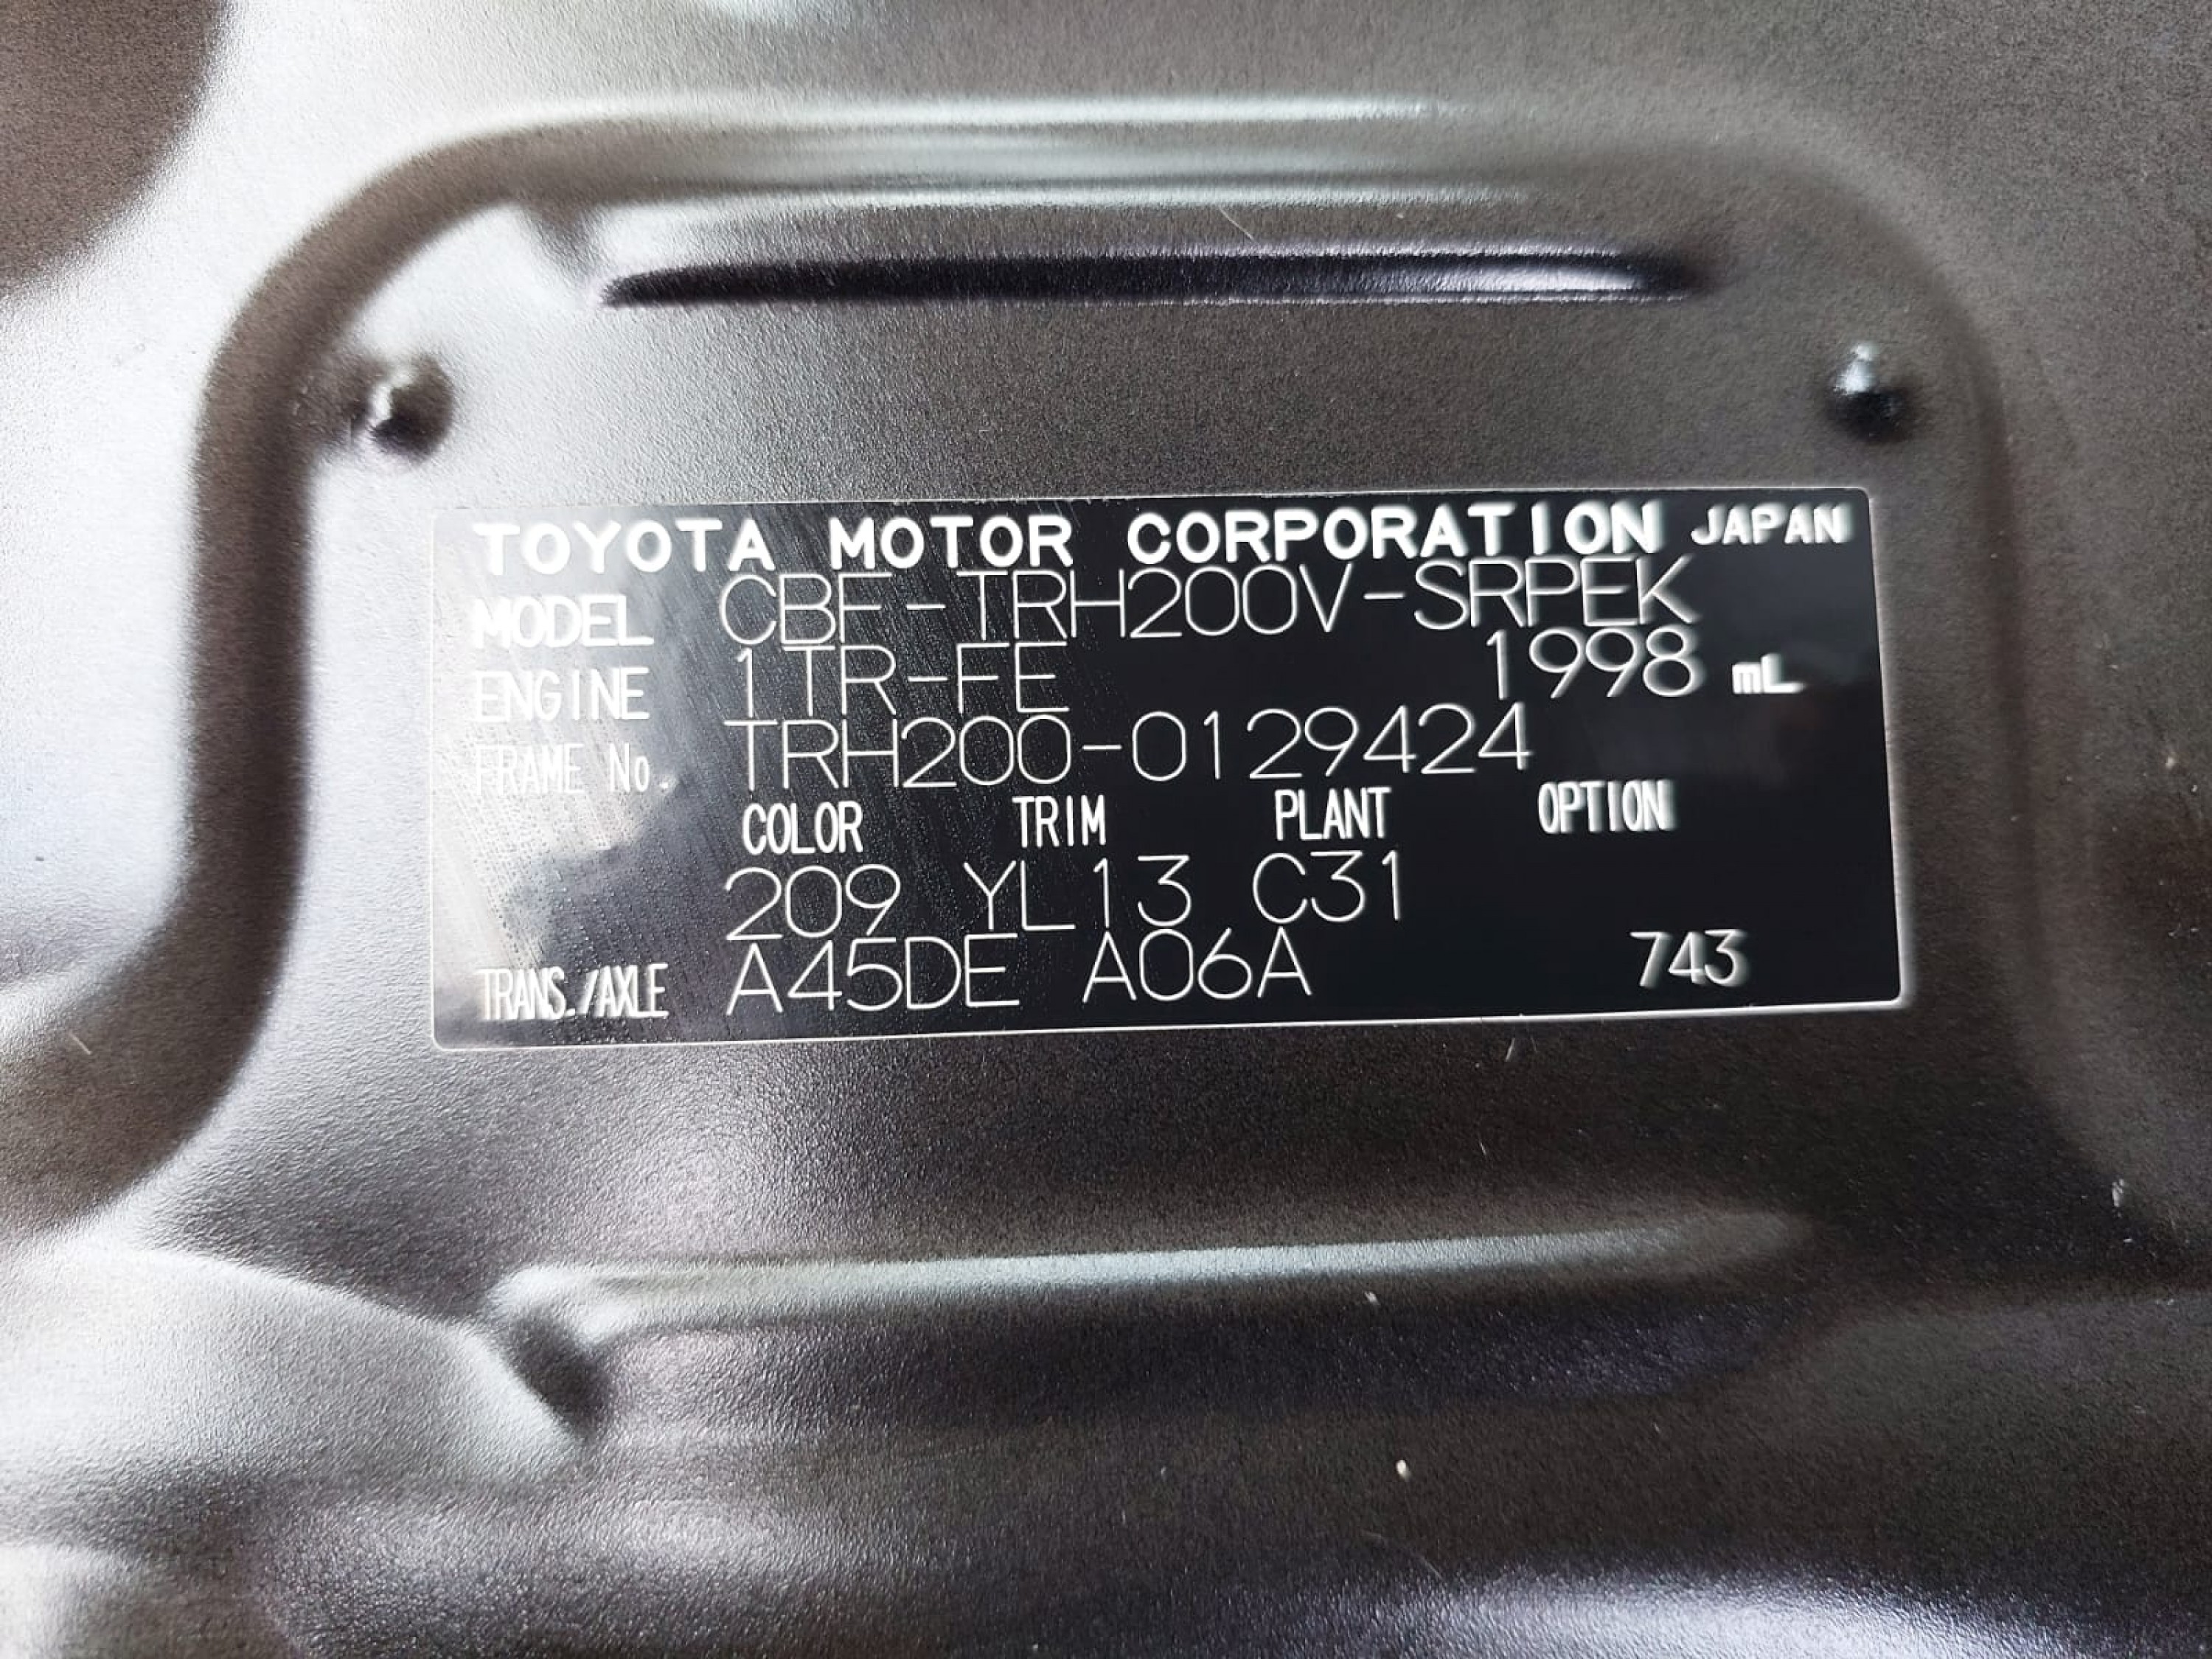 TOYOTA MOTOR CORPORATION JAPAN
MODEL CBF-TRH200V-SRPEK
ENGINE 1TR-FE 1998 mL
FRAME No. TRH200-0129424
COLOR TRIM PLANT OPTION
209 YL13 C31
TRANS./AXLE A45DE A06A 743